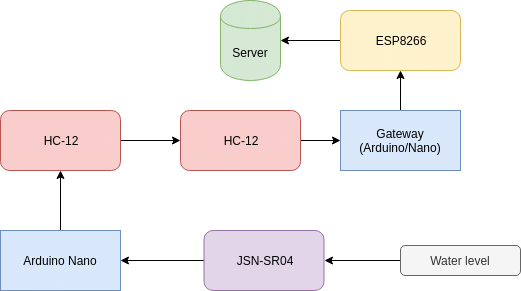 ESP8266
Server
HC-12
HC-12
Gateway
(Arduino/Nano)
Arduino Nano
JSN-SR04
Water level